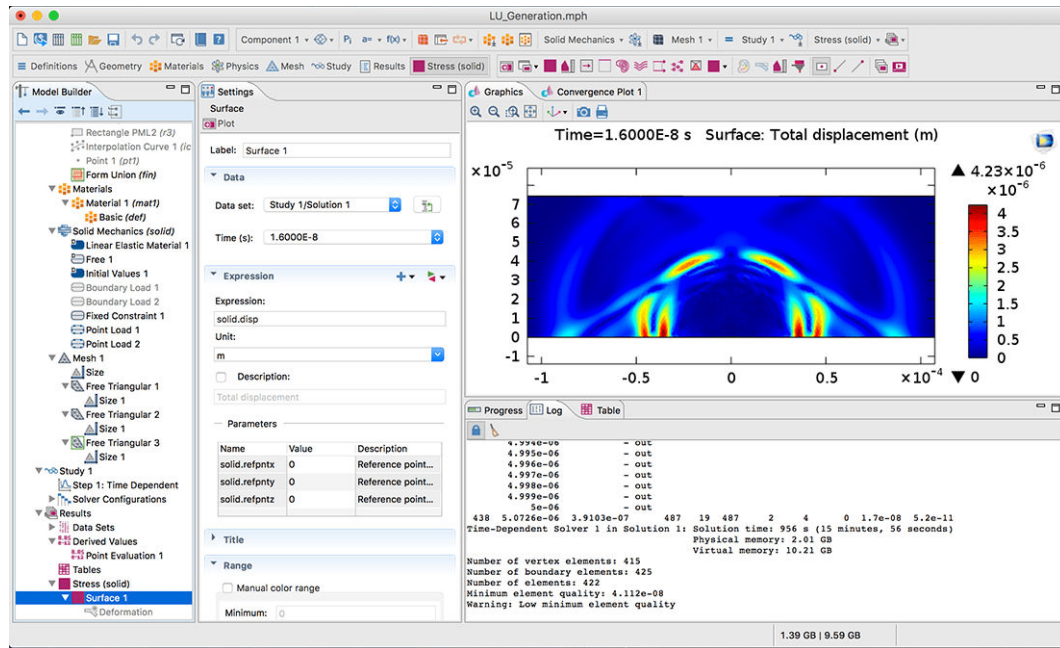 LU_Generation.mph
Component 1
Pi
a=
f(x)
Solid Mechanics
Mesh 1
Study 1
Stress (solid)
Definitions
Geometry
Materials
Physics
Mesh
Study
Results
Stress (solid)
Model Builder
Rectangle PML2 (r3)
Interpolation Curve 1 (ic
Point 1 (pt1)
Form Union (fin)
Materials
Material 1 (mat1)
Basic (def)
Solid Mechanics (solid)
Linear Elastic Material 1
Free 1
Initial Values 1
Boundary Load 1
Boundary Load 2
Fixed Constraint 1
Point Load 1
Point Load 2
Mesh 1
Size
Free Triangular 1
Size 1
Free Triangular 2
Size 1
Free Triangular 3
Size 1
Study 1
Step 1: Time Dependent
Solver Configurations
Results
Data Sets
Derived Values
Point Evaluation 1
Tables
Stress (solid)
Surface 1
Deformation
Settings
Surface
Plot
Label: Surface 1
Data
Data set: Study 1/Solution 1
Time (s): 1.6000E-8
Expression
Expression:
solid.disp
Unit:
m
Description:
Total displacement
Parameters
Name Value Description
solid.refpntx 0 Reference point...
solid.refpnty 0 Reference point...
solid.refpntz 0 Reference point...
Title
Range
Manual color range
Minimum: 0
Graphics
Convergence Plot 1
Time=1.6000E-8 s Surface: Total displacement (m)
×10⁻⁵
7
6
5
4
3
2
1
0
-1
-1 -0.5 0 0.5 ×10⁻⁴
▲ 4.23×10⁻⁶
×10⁻⁶
4
3.5
3
2.5
2
1.5
1
0.5
0
▼ 0
Progress
Log
Table
4.994e-06 - out
4.995e-06 - out
4.996e-06 - out
4.997e-06 - out
4.998e-06 - out
4.999e-06 - out
5e-06 - out
438 5.0726e-06 3.9103e-07 487 19 487 2 4 0 1.7e-08 5.2e-11
Time-Dependent Solver 1 in Solution 1: Solution time: 956 s (15 minutes, 56 seconds)
Physical memory: 2.01 GB
Virtual memory: 10.21 GB
Number of vertex elements: 415
Number of boundary elements: 425
Number of elements: 422
Minimum element quality: 4.112e-08
Warning: Low minimum element quality
1.39 GB | 9.59 GB